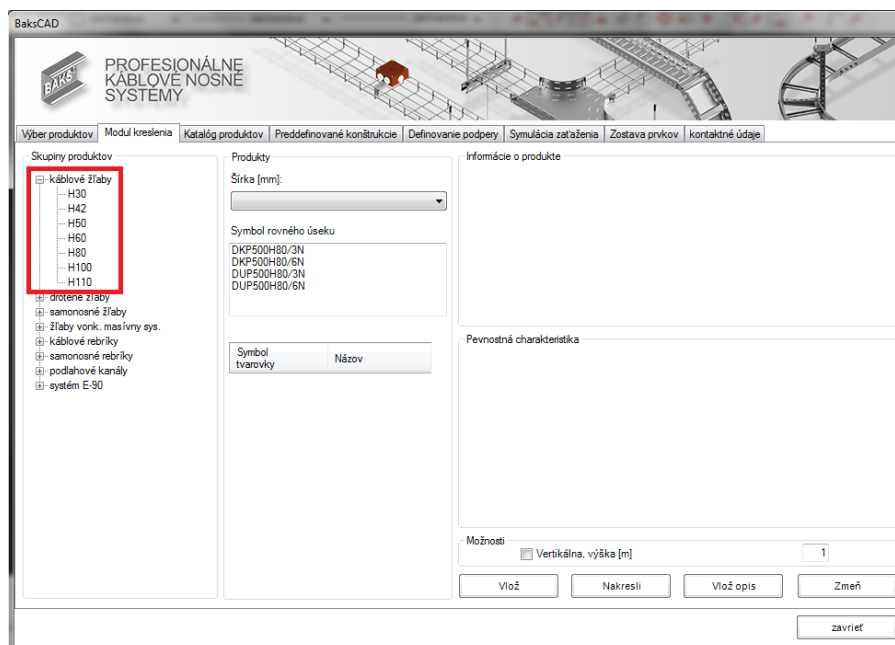 BaksCAD
BAKS
PROFESIONÁLNE
KÁBLOVÉ NOSNÉ
SYSTÉMY
Výber produktov Modul kreslenia Katalóg produktov Preddefinované konštrukcie Definovanie podpery Symulácia zaťaženia Zostava prvkov kontaktné údaje
Skupiny produktov
káblové žľaby
H30
H42
H50
H60
H80
H100
H110
drôtené žľaby
samonosné žľaby
žľaby vonk. masívny sys.
káblové rebríky
samonosné rebríky
podlahové kanály
systém E-90
Produkty
Šírka [mm]:
Symbol rovného úseku
DKP500H80/3N
DKP500H80/6N
DUP500H80/3N
DUP500H80/6N
Symbol
tvarovky
Názov
Informácie o produkte
Pevnostná charakteristika
Možnosti
Vertikálna, výška [m] 1
Vlož Nakresli Vlož opis Zmeň
zavrieť